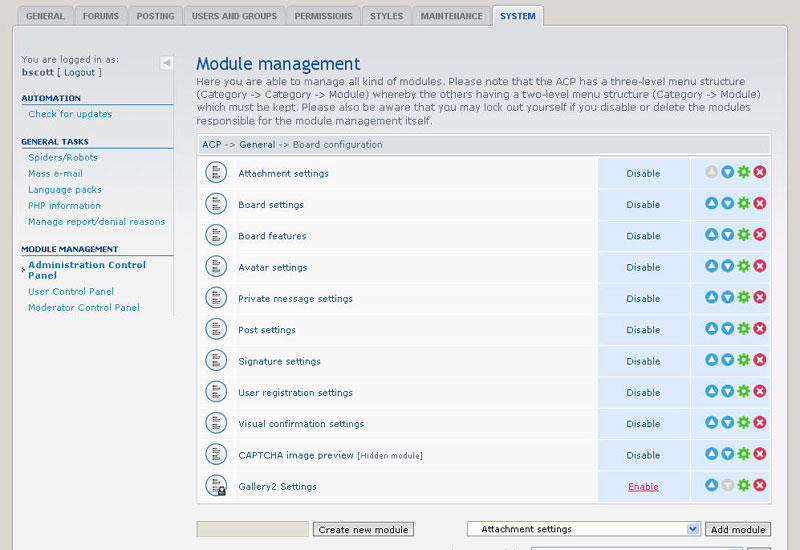 GENERAL FORUMS POSTING USERS AND GROUPS PERMISSIONS STYLES MAINTENANCE SYSTEM
You are logged in as:
bscott [ Logout ]
AUTOMATION
Check for updates
GENERAL TASKS
Spiders/Robots
Mass e-mail
Language packs
PHP information
Manage report/denial reasons
MODULE MANAGEMENT
Administration Control
Panel
User Control Panel
Moderator Control Panel
Module management
Here you are able to manage all kind of modules. Please note that the ACP has a three-level menu structure
(Category -> Category -> Module) whereby the others having a two-level menu structure (Category -> Module)
which must be kept. Please also be aware that you may lock out yourself if you disable or delete the modules
responsible for the module management itself.
ACP -> General -> Board configuration
Attachment settings Disable
Board settings Disable
Board features Disable
Avatar settings Disable
Private message settings Disable
Post settings Disable
Signature settings Disable
User registration settings Disable
Visual confirmation settings Disable
CAPTCHA image preview [Hidden module] Disable
Gallery2 Settings Enable
Create new module Attachment settings Add module